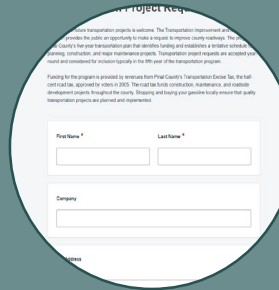 Project Requ
future transportation projects is welcome. The Transportation Improvement and
provides the public an opportunity to make a request to improve county roadways. The
County's five-year transportation plan that identifies funding and establishes a tentative schedule
planning, construction, and major maintenance projects. Transportation project requests are accepted year-
round and considered for inclusion typically in the fifth year of the transportation program.
Funding for the program is provided by revenues from Pinal County's Transportation Excise Tax, the half-
cent road tax, approved by voters in 2005. The road tax funds construction, maintenance, and roadside
development projects throughout the county. Shopping and buying your gasoline locally ensure that quality
transportation projects are planned and implemented.
First Name * Last Name *
Company
Address